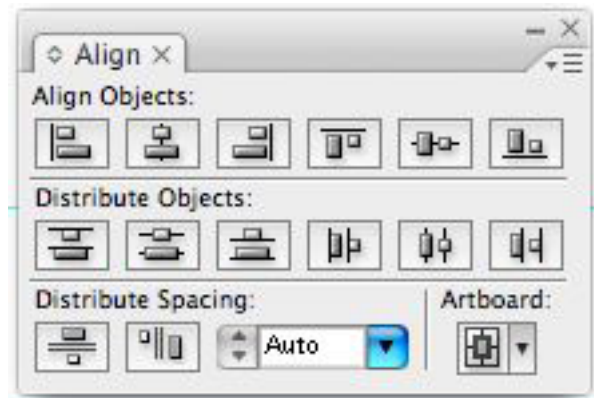 Align
Align Objects:
Distribute Objects:
Distribute Spacing: Artboard:
Auto